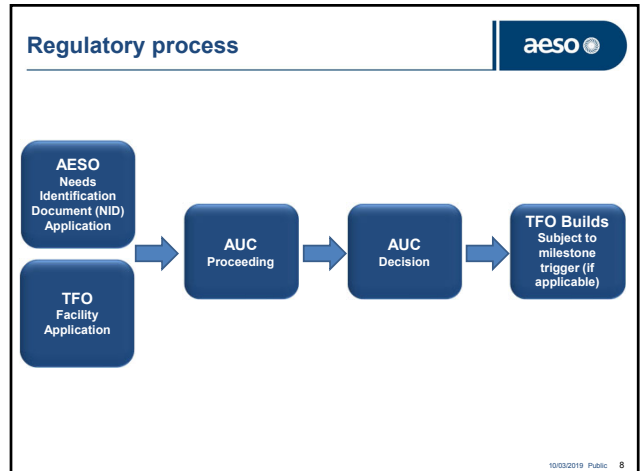 Regulatory process
aeso
AESO
Needs
Identification
Document (NID)
Application
TFO
Facility
Application
AUC
Proceeding
AUC
Decision
TFO Builds
Subject to
milestone
trigger (if
applicable)
10/03/2019 Public 8